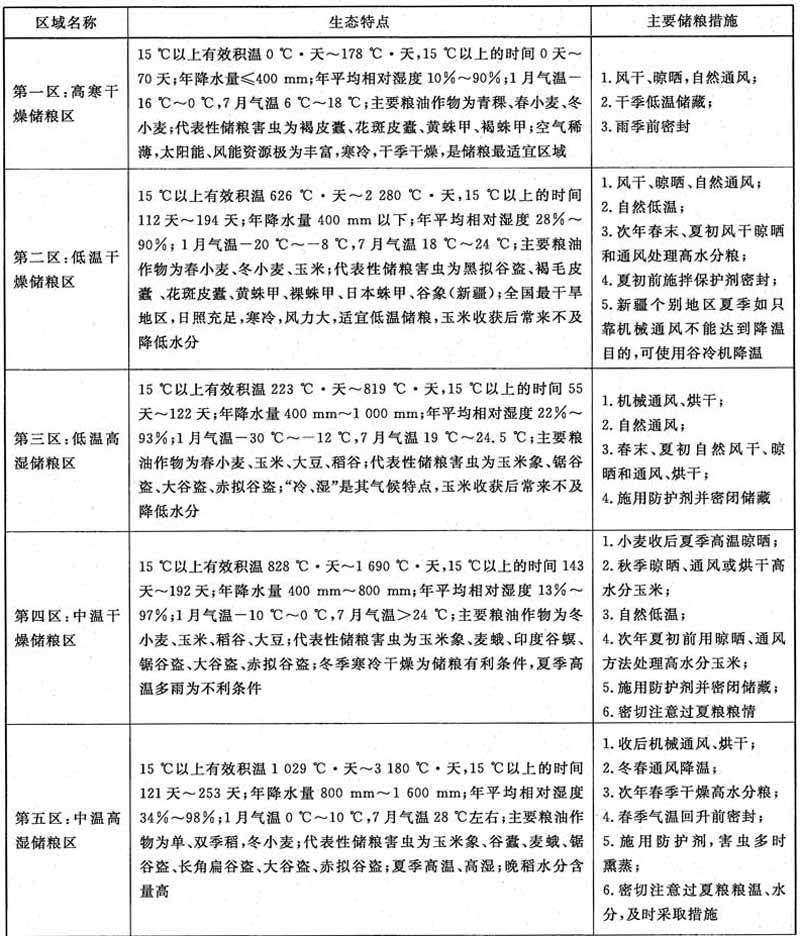 区域名称
生态特点
主要储粮措施
第一区:高寒干
燥储粮区
15 ℃以上有效积温 0 ℃·天～178 ℃·天,15 ℃以上的时间 0 天～
70 天;年降水量≤400 mm;年平均相对湿度 10%～90%;1 月气温－
16 ℃～0 ℃,7 月气温 6 ℃～18 ℃;主要粮油作物为青稞、春小麦、冬
小麦;代表性储粮害虫为褐皮蠹、花斑皮蠹、黄蛛甲、褐蛛甲;空气稀
薄,太阳能、风能资源极为丰富,寒冷,干季干燥,是储粮最适宜区域
1. 风干、晾晒,自然通风;
2. 干季低温储藏;
3. 雨季前密封
第二区:低温干
燥储粮区
15 ℃以上有效积温 626 ℃·天～2 280 ℃·天,15 ℃以上的时间
112 天～194 天;年降水量 400 mm 以下;年平均相对湿度 28%～
90%; 1 月气温－20 ℃～－8 ℃,7 月气温 18 ℃～24 ℃;主要粮油
作物为春小麦、冬小麦、玉米;代表性储粮害虫为黑拟谷盗、褐毛皮
蠹 、花斑皮蠹、黄蛛甲、裸蛛甲、日本蛛甲、谷象(新疆);全国最干旱
地区,日照充足,寒冷,风力大,适宜低温储粮,玉米收获后常来不及
降低水分
1. 风干、晾晒、自然通风;
2. 自然低温;
3. 次年春末、夏初风干晾晒
和通风处理高水分粮;
4. 夏初前施拌保护剂密封;
5. 新疆个别地区夏季如只
靠机械通风不能达到降温
目的,可使用谷冷机降温
第三区:低温高
湿储粮区
15 ℃以上有效积温 223 ℃·天～819 ℃·天,15 ℃以上的时间 55
天～122 天;年降水量 400 mm～1 000 mm;年平均相对湿度 22%～
93%;1 月气温－30 ℃～－12 ℃,7 月气温 19 ℃～24.5 ℃;主要粮
油作物为春小麦、玉米、大豆、稻谷;代表性储粮害虫为玉米象、锯谷
盗、大谷盗、赤拟谷盗;“冷、湿”是其气候特点,玉米收获后常来不及
降低水分
1. 机械通风、烘干;
2. 自然通风;
3. 春末、夏初自然风干、晾
晒和通风、烘干;
4. 施用防护剂并密闭储藏
第四区:中温干
燥储粮区
15 ℃以上有效积温 828 ℃·天～1 690 ℃·天,15 ℃以上的时间 143
天～192 天;年降水量 400 mm～800 mm;年平均相对湿度 13%～
97%;1 月气温－10 ℃～0 ℃,7 月气温＞24 ℃;主要粮油作物为冬
小麦、玉米、稻谷、大豆;代表性储粮害虫为玉米象、麦蛾、印度谷螟、
锯谷盗、大谷盗、赤拟谷盗;冬季寒冷干燥为储粮有利条件,夏季高
温多雨为不利条件
1. 小麦收后夏季高温晾晒;
2. 秋季晾晒、通风或烘干高
水分玉米;
3. 自然低温;
4. 次年夏初前用晾晒、通风
方法处理高水分玉米;
5. 施用防护剂并密闭储藏;
6. 密切注意过夏粮粮情
第五区:中温高
湿储粮区
15 ℃以上有效积温 1 029 ℃·天～3 180 ℃·天,15 ℃以上的时间
121 天～253 天;年降水量 800 mm～1 600 mm;年平均相对湿度
34%～98%;1 月气温 0 ℃～10 ℃,7 月气温 28 ℃左右;主要粮油作
物为单、双季稻,冬小麦;代表性储粮害虫为玉米象、谷蠹、麦蛾、锯
谷盗、长角扁谷盗、大谷盗、赤拟谷盗;夏季高温、高湿;晚稻水分含
量高
1. 收后机械通风、烘干;
2. 冬春通风降温;
3. 次年春季干燥高水分粮;
4. 春季气温回升前密封;
5. 施用防护剂,害虫多时
熏蒸;
6. 密切注意过夏粮粮温、水
分,及时采取措施